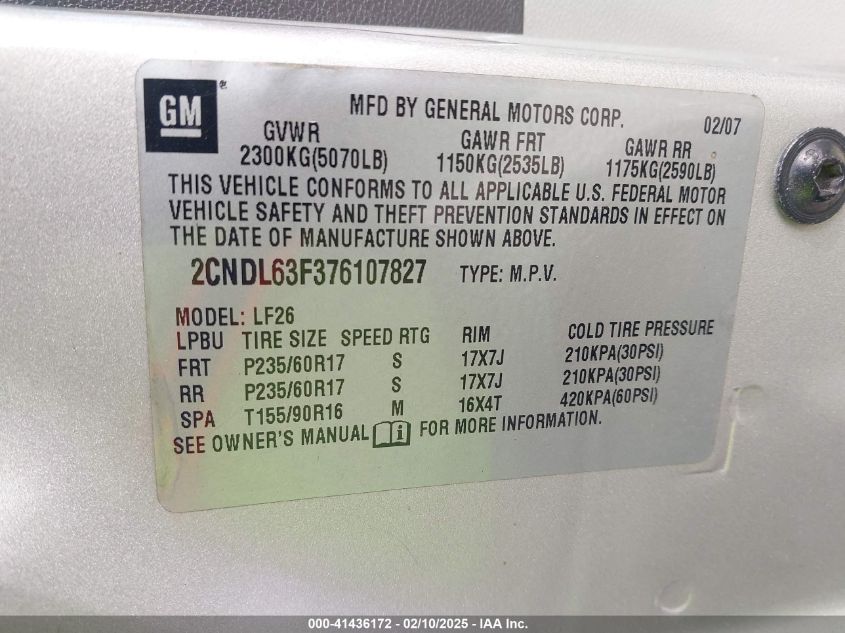 GM
MFD BY GENERAL MOTORS CORP. 02/07
GVWR GAWR FRT GAWR RR
2300KG(5070LB) 1150KG(2535LB) 1175KG(2590LB)
THIS VEHICLE CONFORMS TO ALL APPLICABLE U.S. FEDERAL MOTOR
VEHICLE SAFETY AND THEFT PREVENTION STANDARDS IN EFFECT ON
THE DATE OF MANUFACTURE SHOWN ABOVE.
2CNDL63F376107827 TYPE: M.P.V.
MODEL: LF26
LPBU TIRE SIZE SPEED RTG RIM COLD TIRE PRESSURE
FRT P235/60R17 S 17X7J 210KPA(30PSI)
RR P235/60R17 S 17X7J 210KPA(30PSI)
SPA T155/90R16 M 16X4T 420KPA(60PSI)
SEE OWNER'S MANUAL i FOR MORE INFORMATION.
000-41436172 - 02/10/2025 - IAA Inc.